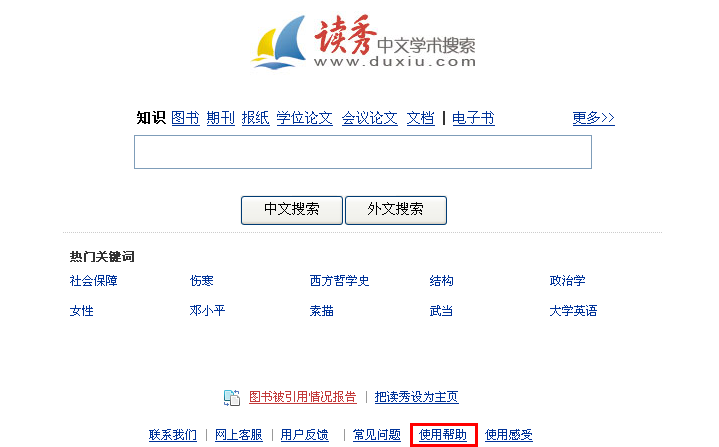 读秀中文学术搜索
www.duxiu.com
知识 图书 期刊 报纸 学位论文 会议论文 文档 | 电子书 更多>>
中文搜索 外文搜索
热门关键词
社会保障 伤寒 西方哲学史 结构 政治学
女性 邓小平 素描 武当 大学英语
图书被引用情况报告 | 把读秀设为主页
联系我们 | 网上客服 | 用户反馈 | 常见问题 使用帮助 使用感受